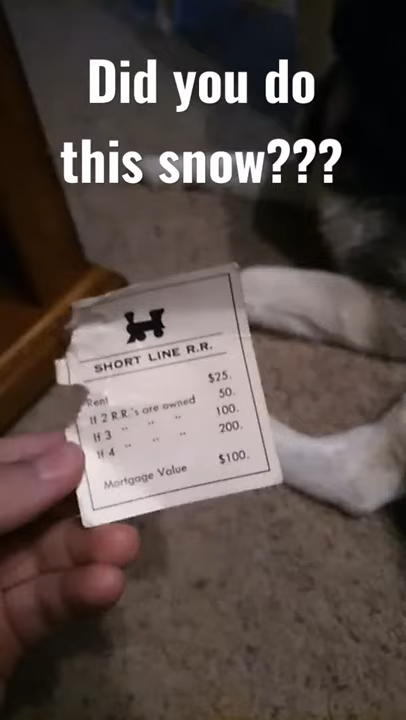 Did you do
this snow???
SHORT LINE R.R.
Rent $25.
If 2 R.R.'s are owned 50.
If 3 " " " 100.
If 4 " " " 200.
Mortgage Value $100.